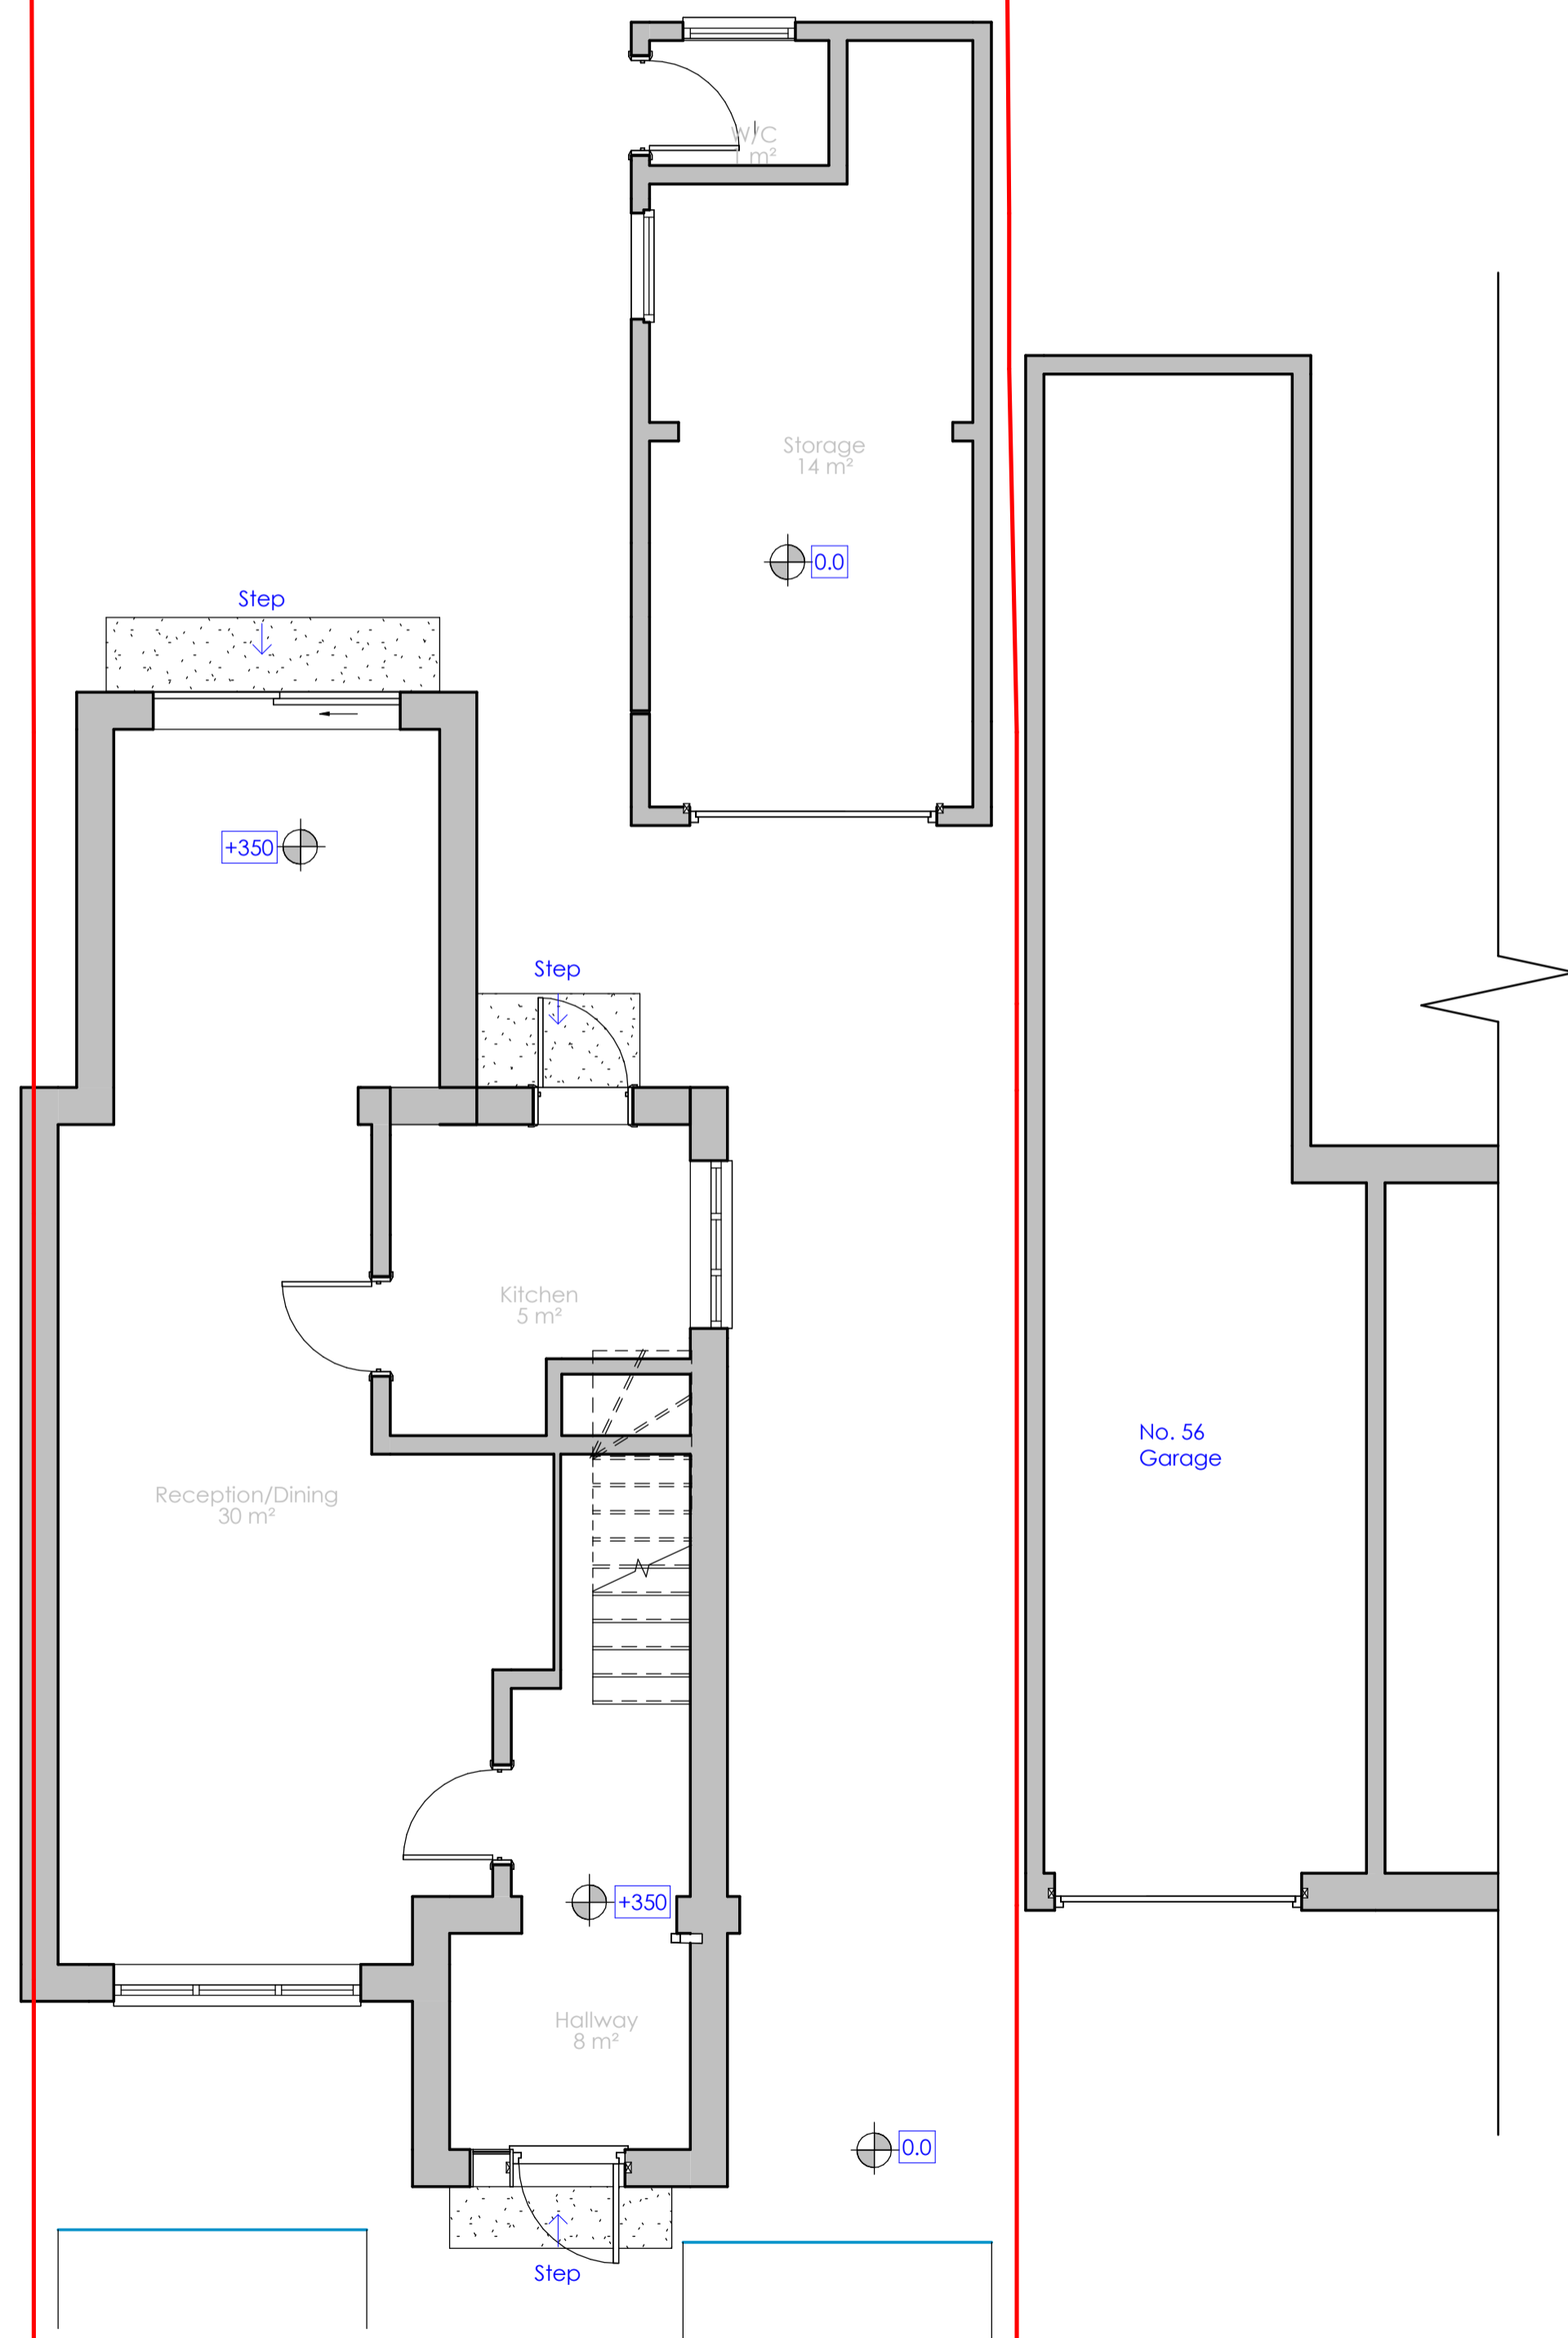 W/C
1 m²
Storage
14 m²
0.0
Step
+350
Step
Kitchen
5 m²
No. 56
Garage
Reception/Dining
30 m²
+350
Hallway
8 m²
0.0
Step